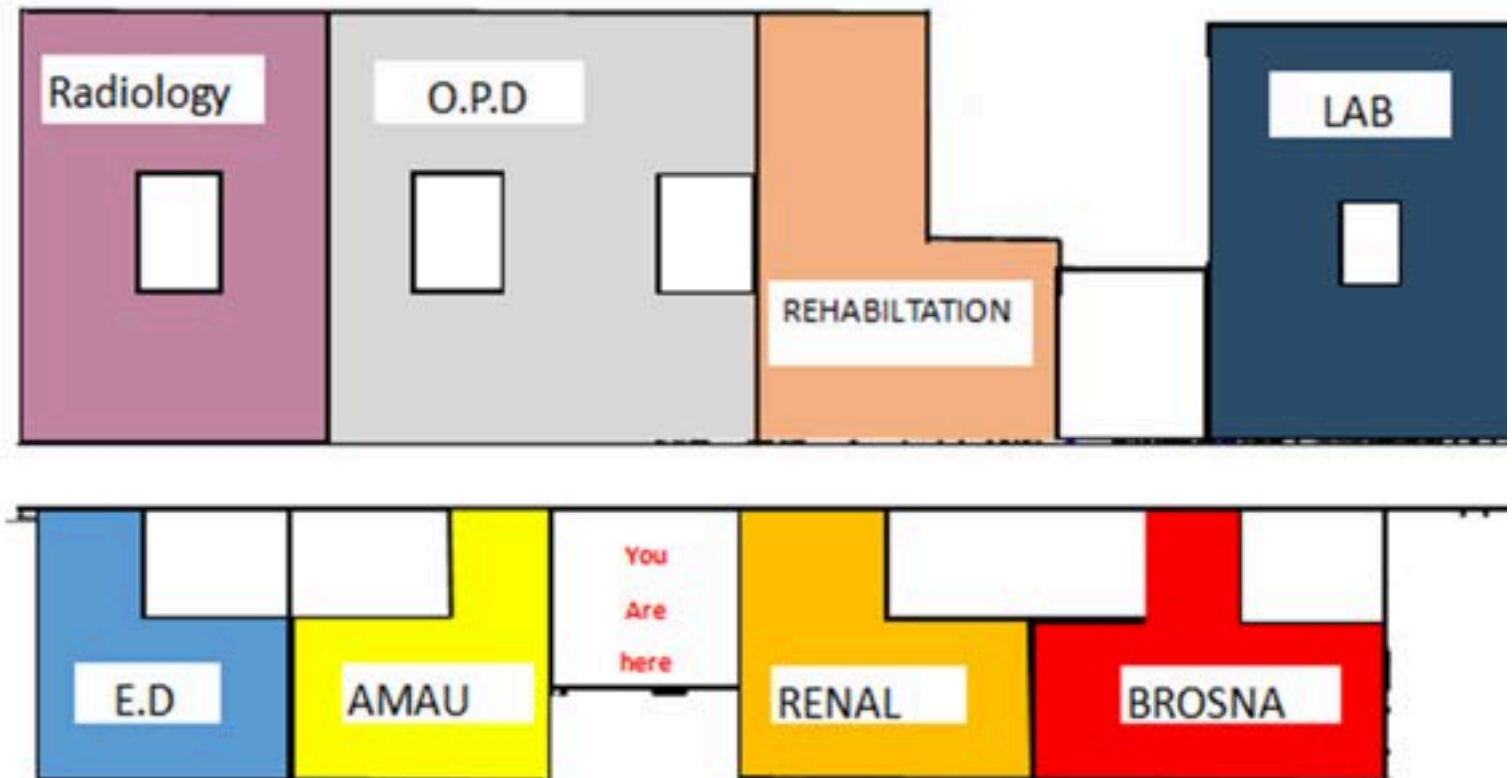 Radiology
O.P.D
LAB
REHABILTATION
You
Are
here
E.D
AMAU
RENAL
BROSNA